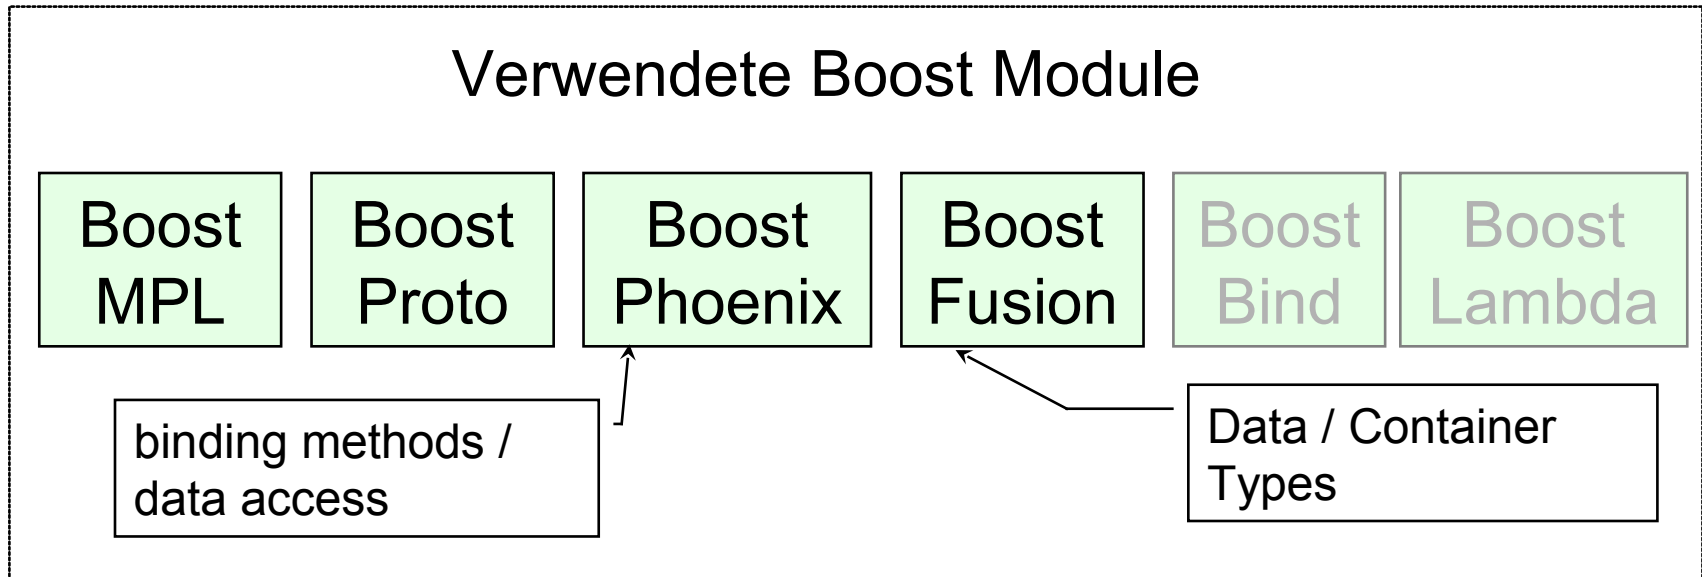 Verwendete Boost Module
Boost
MPL
Boost
Proto
Boost
Phoenix
Boost
Fusion
Boost
Bind
Boost
Lambda
binding methods /
data access
Data / Container
Types